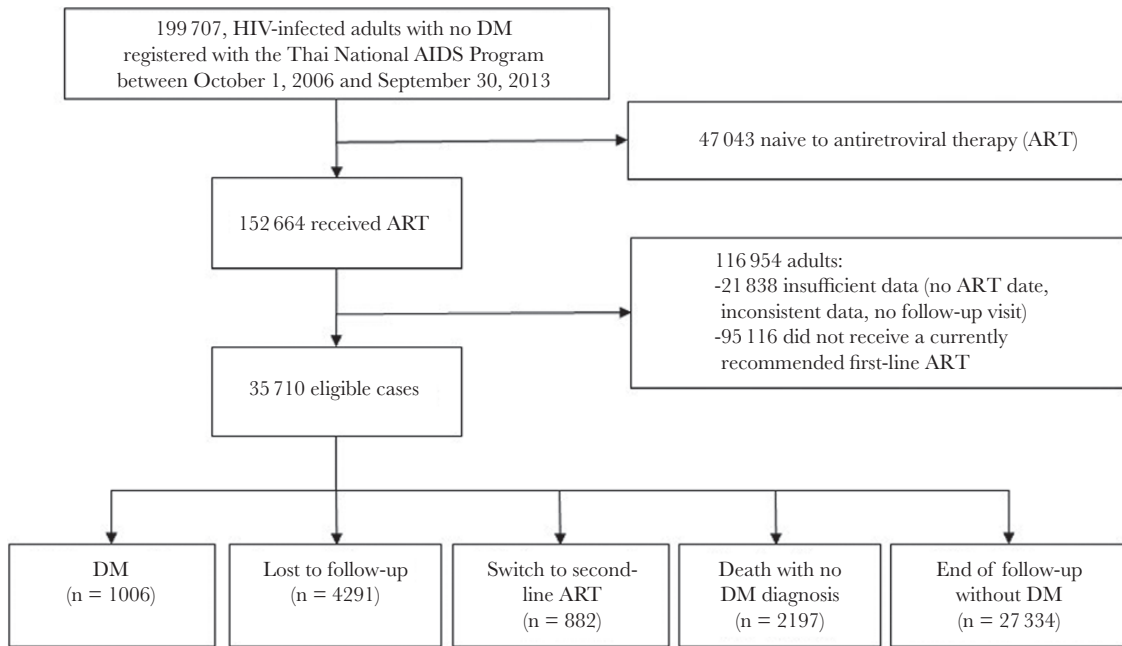 199 707, HIV-infected adults with no DM
registered with the Thai National AIDS Program
between October 1, 2006 and September 30, 2013
47 043 naive to antiretroviral therapy (ART)
152 664 received ART
116 954 adults:
-21 838 insufficient data (no ART date,
inconsistent data, no follow-up visit)
-95 116 did not receive a currently
recommended first-line ART
35 710 eligible cases
DM
(n = 1006)
Lost to follow-up
(n = 4291)
Switch to second-
line ART
(n = 882)
Death with no
DM diagnosis
(n = 2197)
End of follow-up
without DM
(n = 27 334)